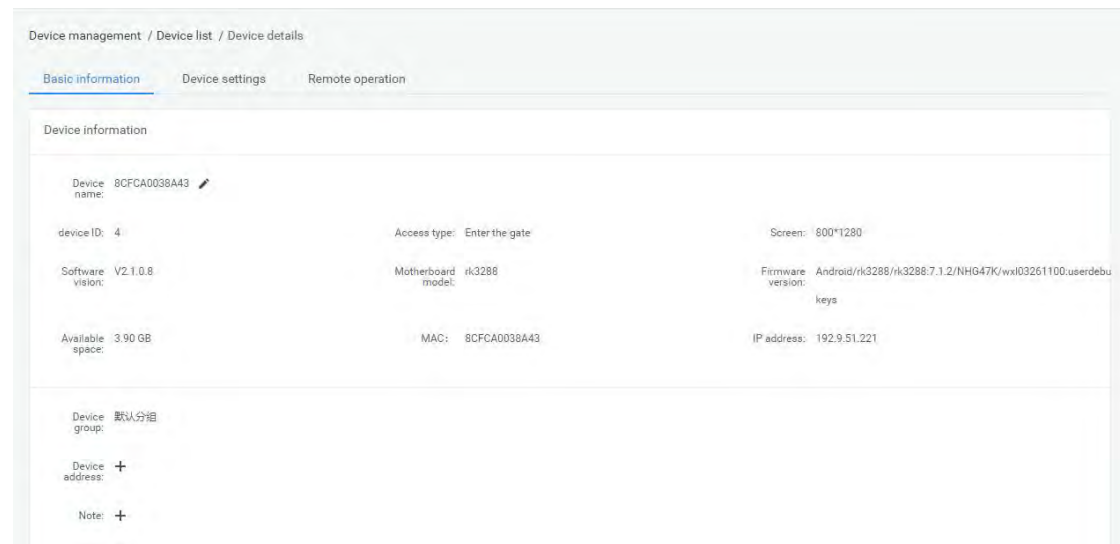 Device management / Device list / Device details
Basic information Device settings Remote operation
Device information
Device name: 8CFCA0038A43
device ID: 4 Access type: Enter the gate Screen: 800*1280
Software vision: V2.1.0.8 Motherboard model: rk3288 Firmware version: Android/rk3288/rk3288:7.1.2/NHG47K/wxl03261100:userdebu
keys
Available space: 3.90 GB MAC: 8CFCA0038A43 IP address: 192.9.51.221
Device group: 默认分组
Device address: +
Note: +